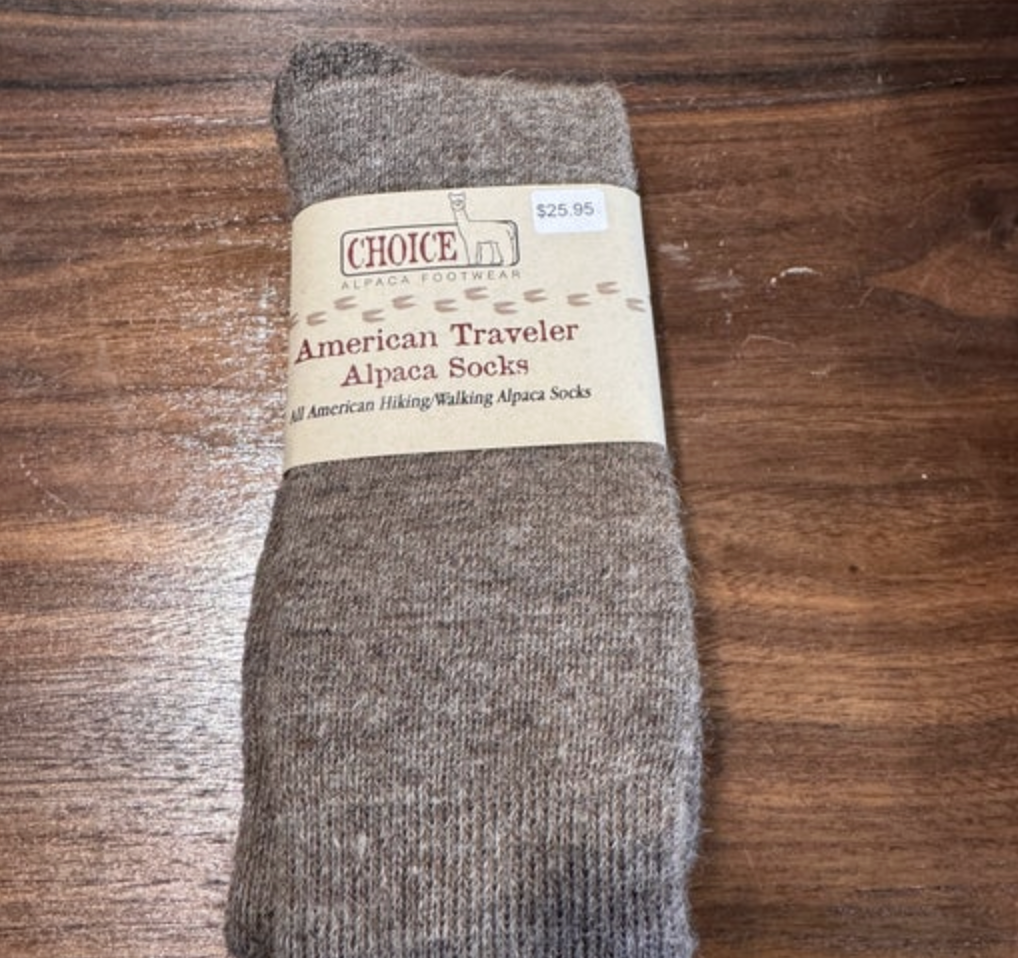 $25.95
CHOICE
ALPACA FOOTWEAR
American Traveler
Alpaca Socks
All American Hiking/Walking Alpaca Socks